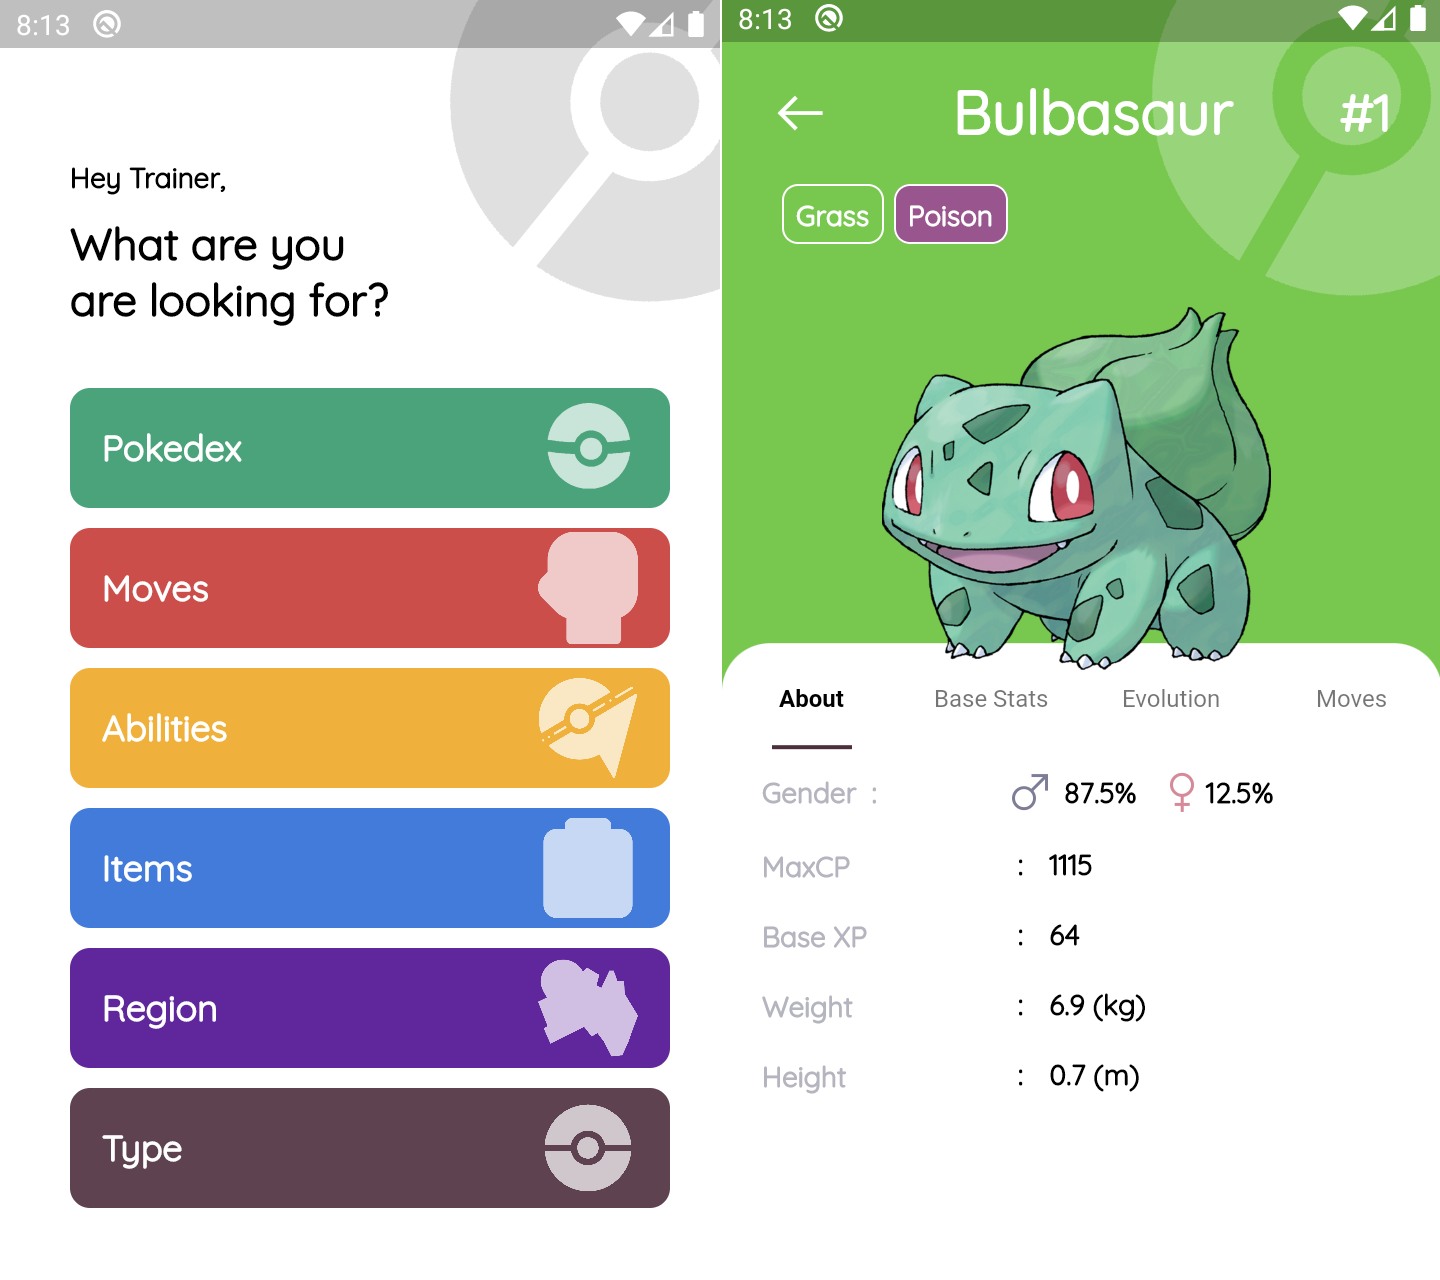 8:13
Hey Trainer,
What are you
are looking for?
Pokedex
Moves
Abilities
Items
Region
Type
8:13
Bulbasaur #1
Grass Poison
About Base Stats Evolution Moves
Gender : 87.5% 12.5%
MaxCP : 1115
Base XP : 64
Weight : 6.9 (kg)
Height : 0.7 (m)